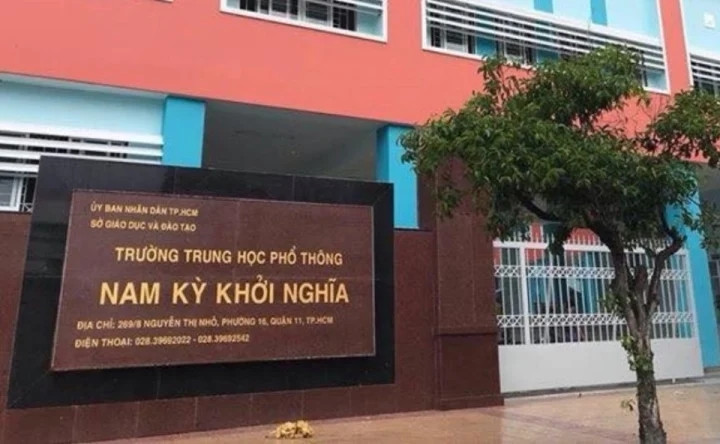 ỦY BAN NHÂN DÂN TP.HCM
SỞ GIÁO DỤC VÀ ĐÀO TẠO
TRƯỜNG TRUNG HỌC PHỔ THÔNG
NAM KỲ KHỞI NGHĨA
ĐỊA CHỈ: 269/8 NGUYỄN THỊ NHỎ, PHƯỜNG 16, QUẬN 11, TP.HCM
ĐIỆN THOẠI: 028.39692022 - 028.39692542